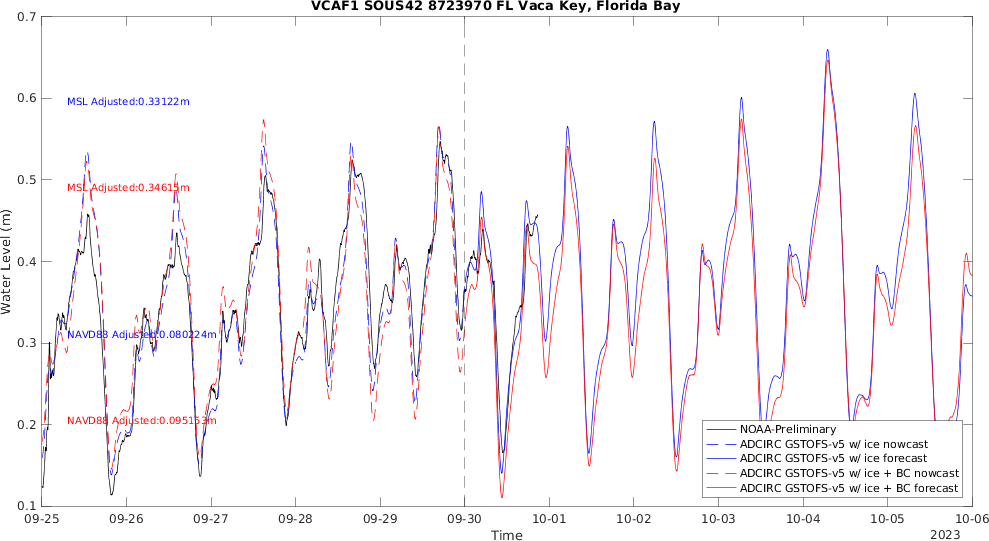 VCAF1 SOUS42 8723970 FL Vaca Key, Florida Bay
Water Level (m)
0.7
0.6
0.5
0.4
0.3
0.2
0.1
MSL Adjusted:0.33122m
MSL Adjusted:0.34615m
NAVD88 Adjusted:0.080224m
NAVD88 Adjusted:0.095153m
NOAA-Preliminary
ADCIRC GSTOFS-v5 w/ ice nowcast
ADCIRC GSTOFS-v5 w/ ice forecast
ADCIRC GSTOFS-v5 w/ ice + BC nowcast
ADCIRC GSTOFS-v5 w/ ice + BC forecast
09-25 09-26 09-27 09-28 09-29 09-30 10-01 10-02 10-03 10-04 10-05 10-06
Time
2023